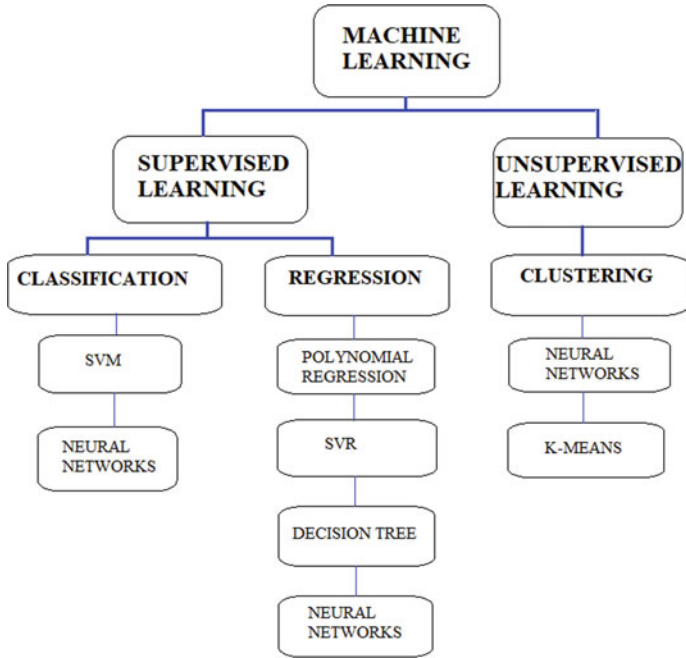 MACHINE
LEARNING
SUPERVISED
LEARNING
UNSUPERVISED
LEARNING
CLASSIFICATION
REGRESSION
CLUSTERING
SVM
POLYNOMIAL
REGRESSION
NEURAL
NETWORKS
NEURAL
NETWORKS
SVR
K-MEANS
DECISION TREE
NEURAL
NETWORKS